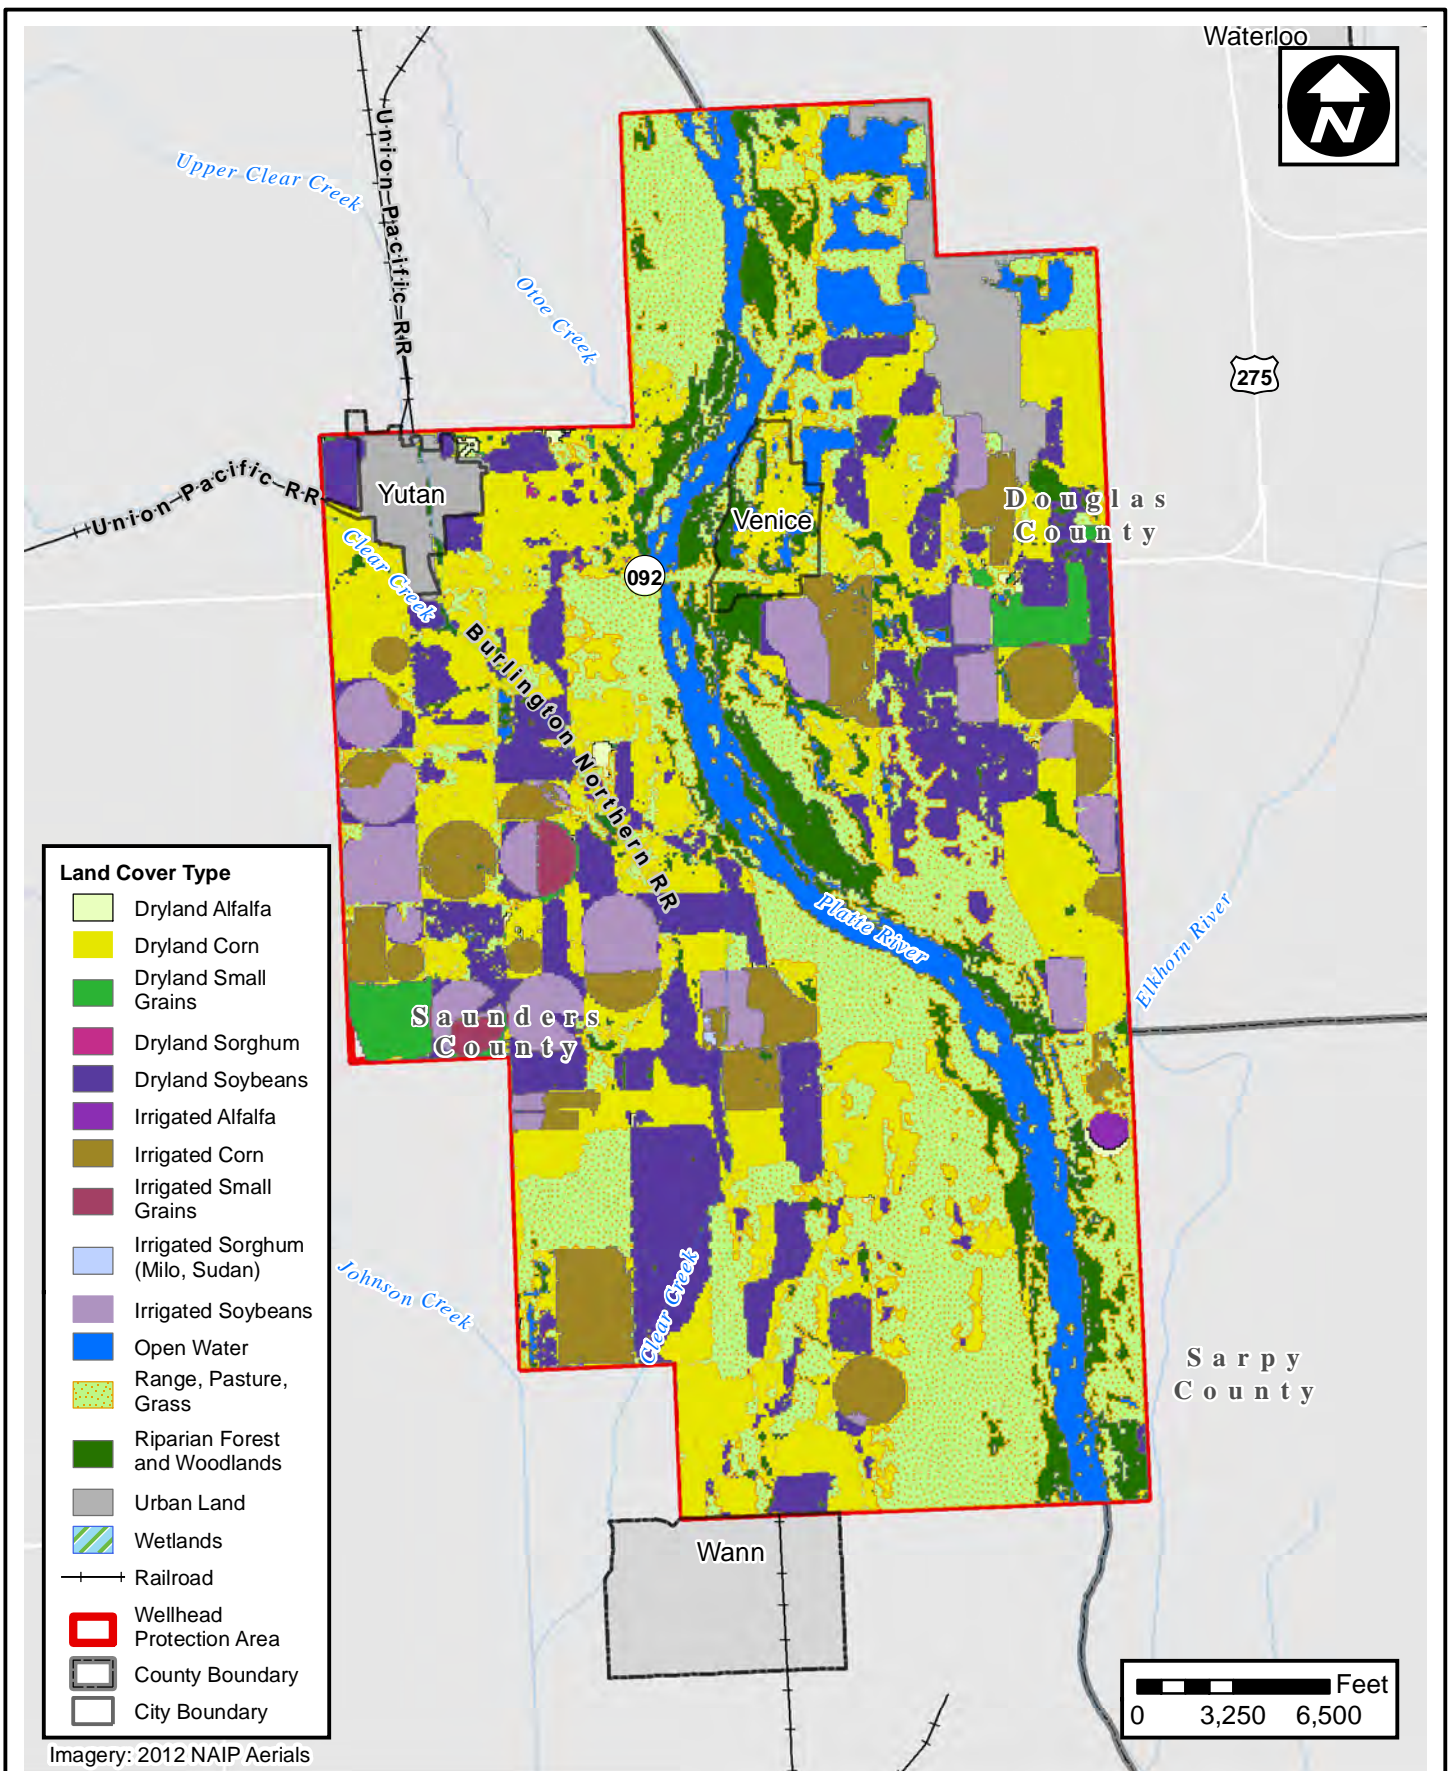 Waterloo
N
Union Pacific RR
Upper Clear Creek
Otoe Creek
275
Union Pacific RR
Yutan
Venice
Douglas
County
Clear Creek
092
Burlington Northern RR
Platte River
Elkhorn River
Saunders
County
Johnson Creek
Clear Creek
Sarpy
County
Wann
Land Cover Type
Dryland Alfalfa
Dryland Corn
Dryland Small
Grains
Dryland Sorghum
Dryland Soybeans
Irrigated Alfalfa
Irrigated Corn
Irrigated Small
Grains
Irrigated Sorghum
(Milo, Sudan)
Irrigated Soybeans
Open Water
Range, Pasture,
Grass
Riparian Forest
and Woodlands
Urban Land
Wetlands
Railroad
Wellhead
Protection Area
County Boundary
City Boundary
Feet
0 3,250 6,500
Imagery: 2012 NAIP Aerials